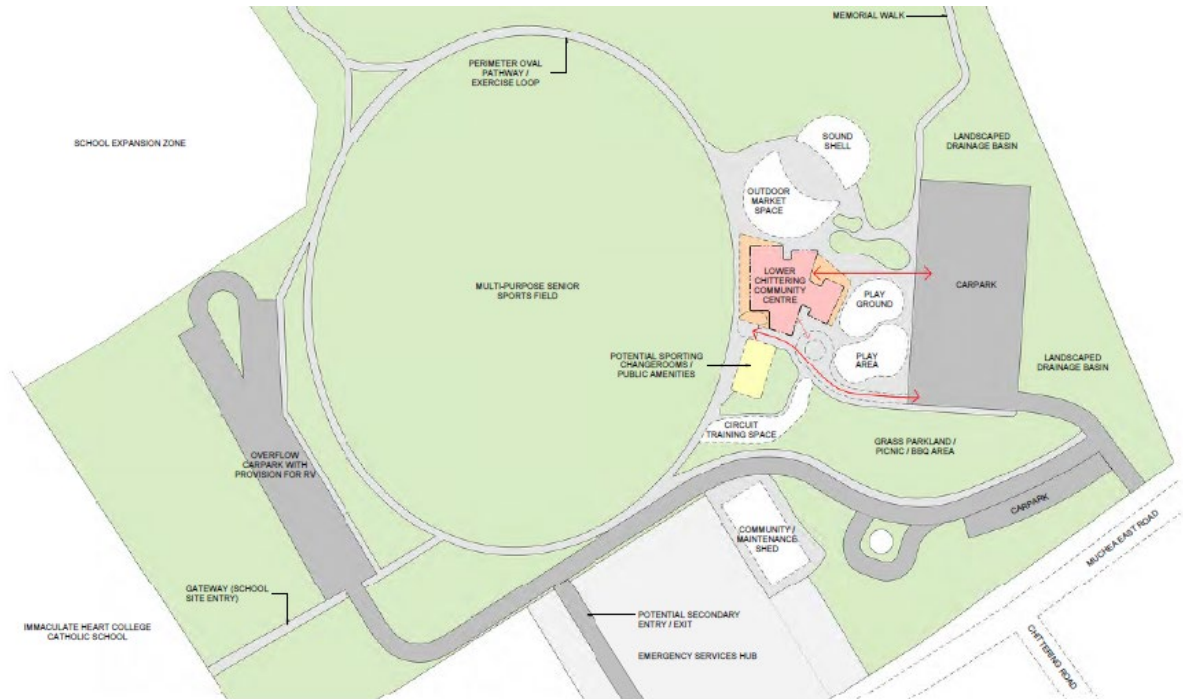 MEMORIAL WALK
PERIMETER OVAL
PATHWAY /
EXERCISE LOOP
SCHOOL EXPANSION ZONE
SOUND
SHELL
LANDSCAPED
DRAINAGE BASIN
OUTDOOR
MARKET
SPACE
MULTI-PURPOSE SENIOR
SPORTS FIELD
LOWER
CHITTERING
COMMUNITY
CENTRE
CARPARK
PLAY
GROUND
POTENTIAL SPORTING
CHANGEROOMS /
PUBLIC AMENITIES
PLAY
AREA
LANDSCAPED
DRAINAGE BASIN
CIRCUIT
TRAINING SPACE
GRASS PARKLAND /
PICNIC / BBQ AREA
OVERFLOW
CARPARK WITH
PROVISION FOR RV
CARPARK
COMMUNITY /
MAINTENANCE
SHED
MUCHEA EAST ROAD
GATEWAY (SCHOOL
SITE ENTRY)
POTENTIAL SECONDARY
ENTRY / EXIT
IMMACULATE HEART COLLEGE
CATHOLIC SCHOOL
EMERGENCY SERVICES HUB
CHITTERING ROAD